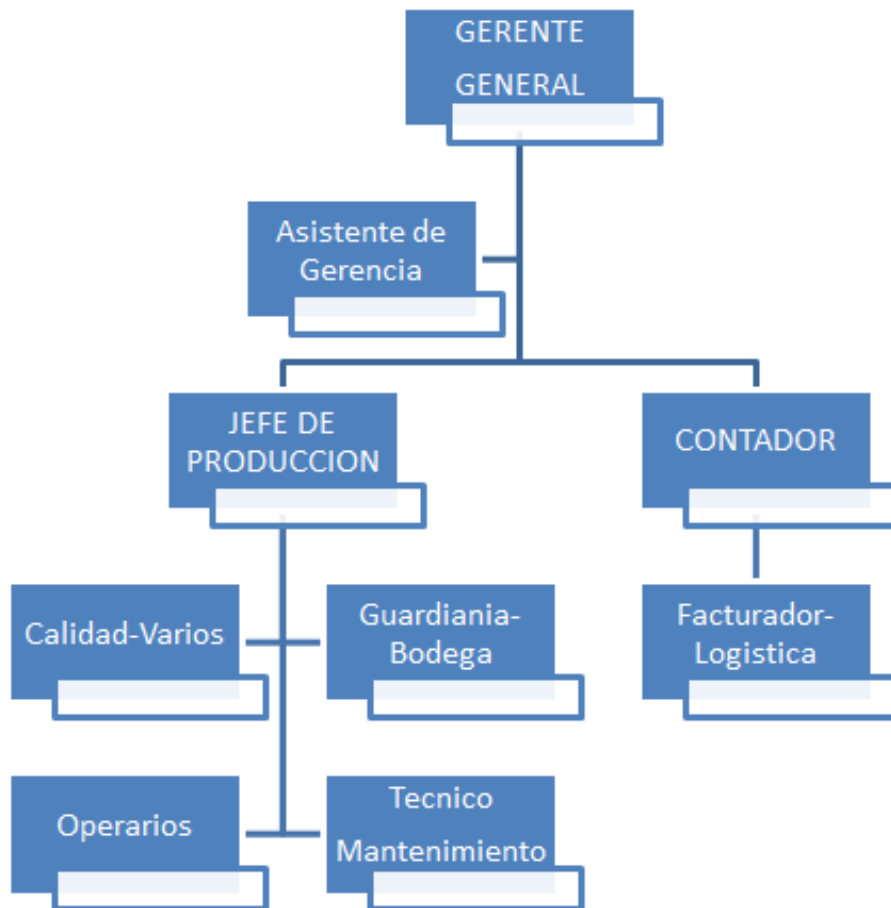 GERENTE
GENERAL
Asistente de
Gerencia
JEFE DE
PRODUCCION
CONTADOR
Calidad-Varios
Guardiania-
Bodega
Facturador-
Logistica
Operarios
Tecnico
Mantenimiento